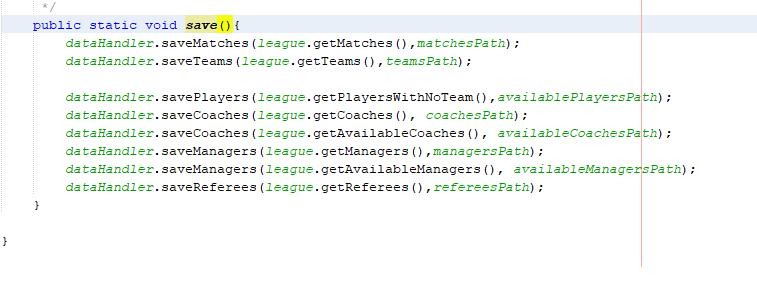 */
public static void save(){
dataHandler.saveMatches(league.getMatches(),matchesPath);
dataHandler.saveTeams(league.getTeams(),teamsPath);
dataHandler.savePlayers(league.getPlayersWithNoTeam(),availablePlayersPath);
dataHandler.saveCoaches(league.getCoaches(), coachesPath);
dataHandler.saveCoaches(league.getAvailableCoaches(), availableCoachesPath);
dataHandler.saveManagers(league.getManagers(),managersPath);
dataHandler.saveManagers(league.getAvailableManagers(), availableManagersPath);
dataHandler.saveReferees(league.getReferees(),refereesPath);
}
}